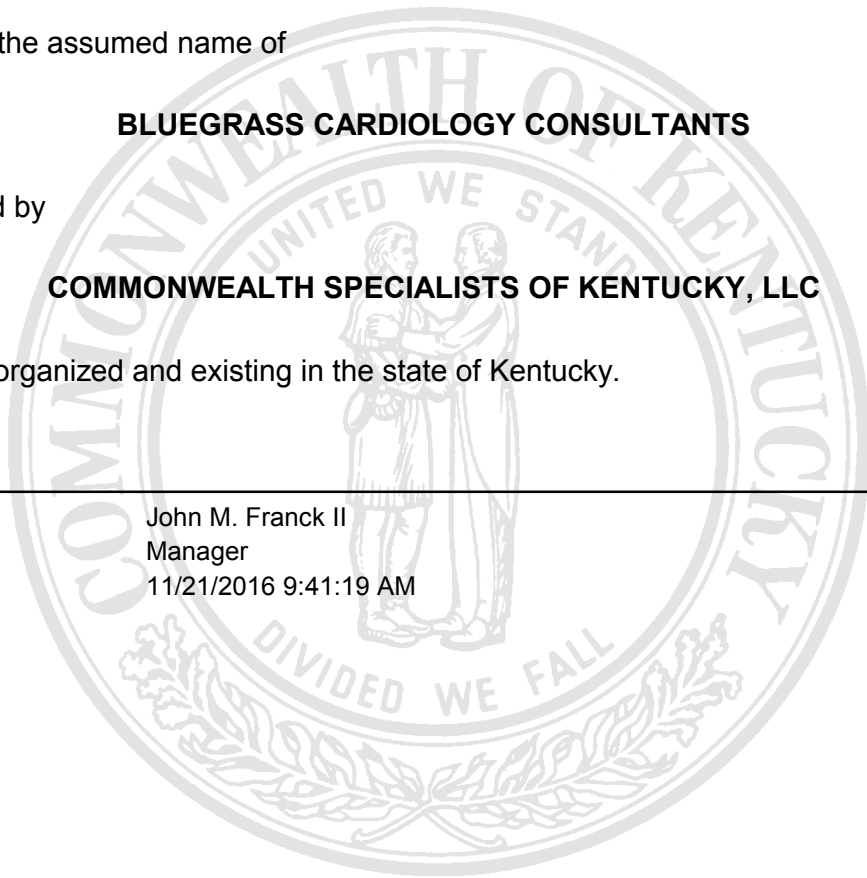 the assumed name of
BLUEGRASS CARDIOLOGY CONSULTANTS
d by
COMMONWEALTH SPECIALISTS OF KENTUCKY, LLC
organized and existing in the state of Kentucky.
John M. Franck II
Manager
11/21/2016 9:41:19 AM
COMMONWEALTH OF KENTUCKY
UNITED WE STAND
DIVIDED WE FALL